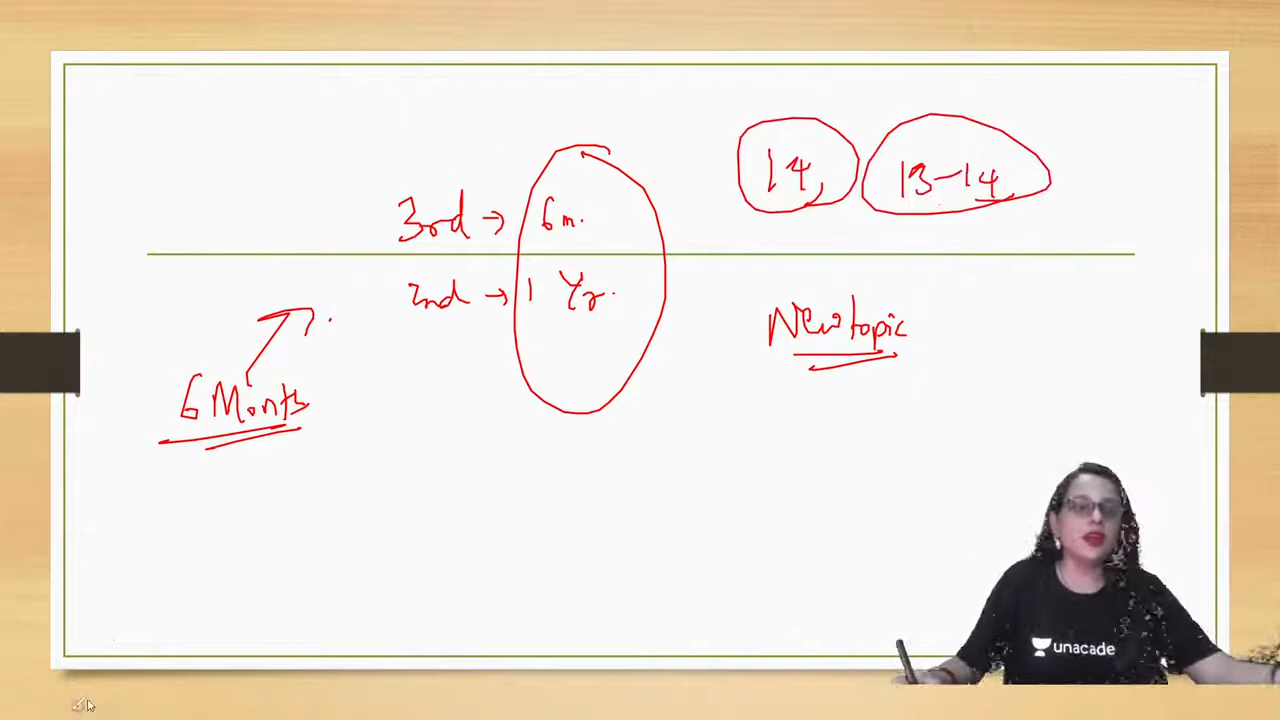 14, 13-14
3rd → 6m.
2nd → 1 Yr.
6 Months
New topic
unacade